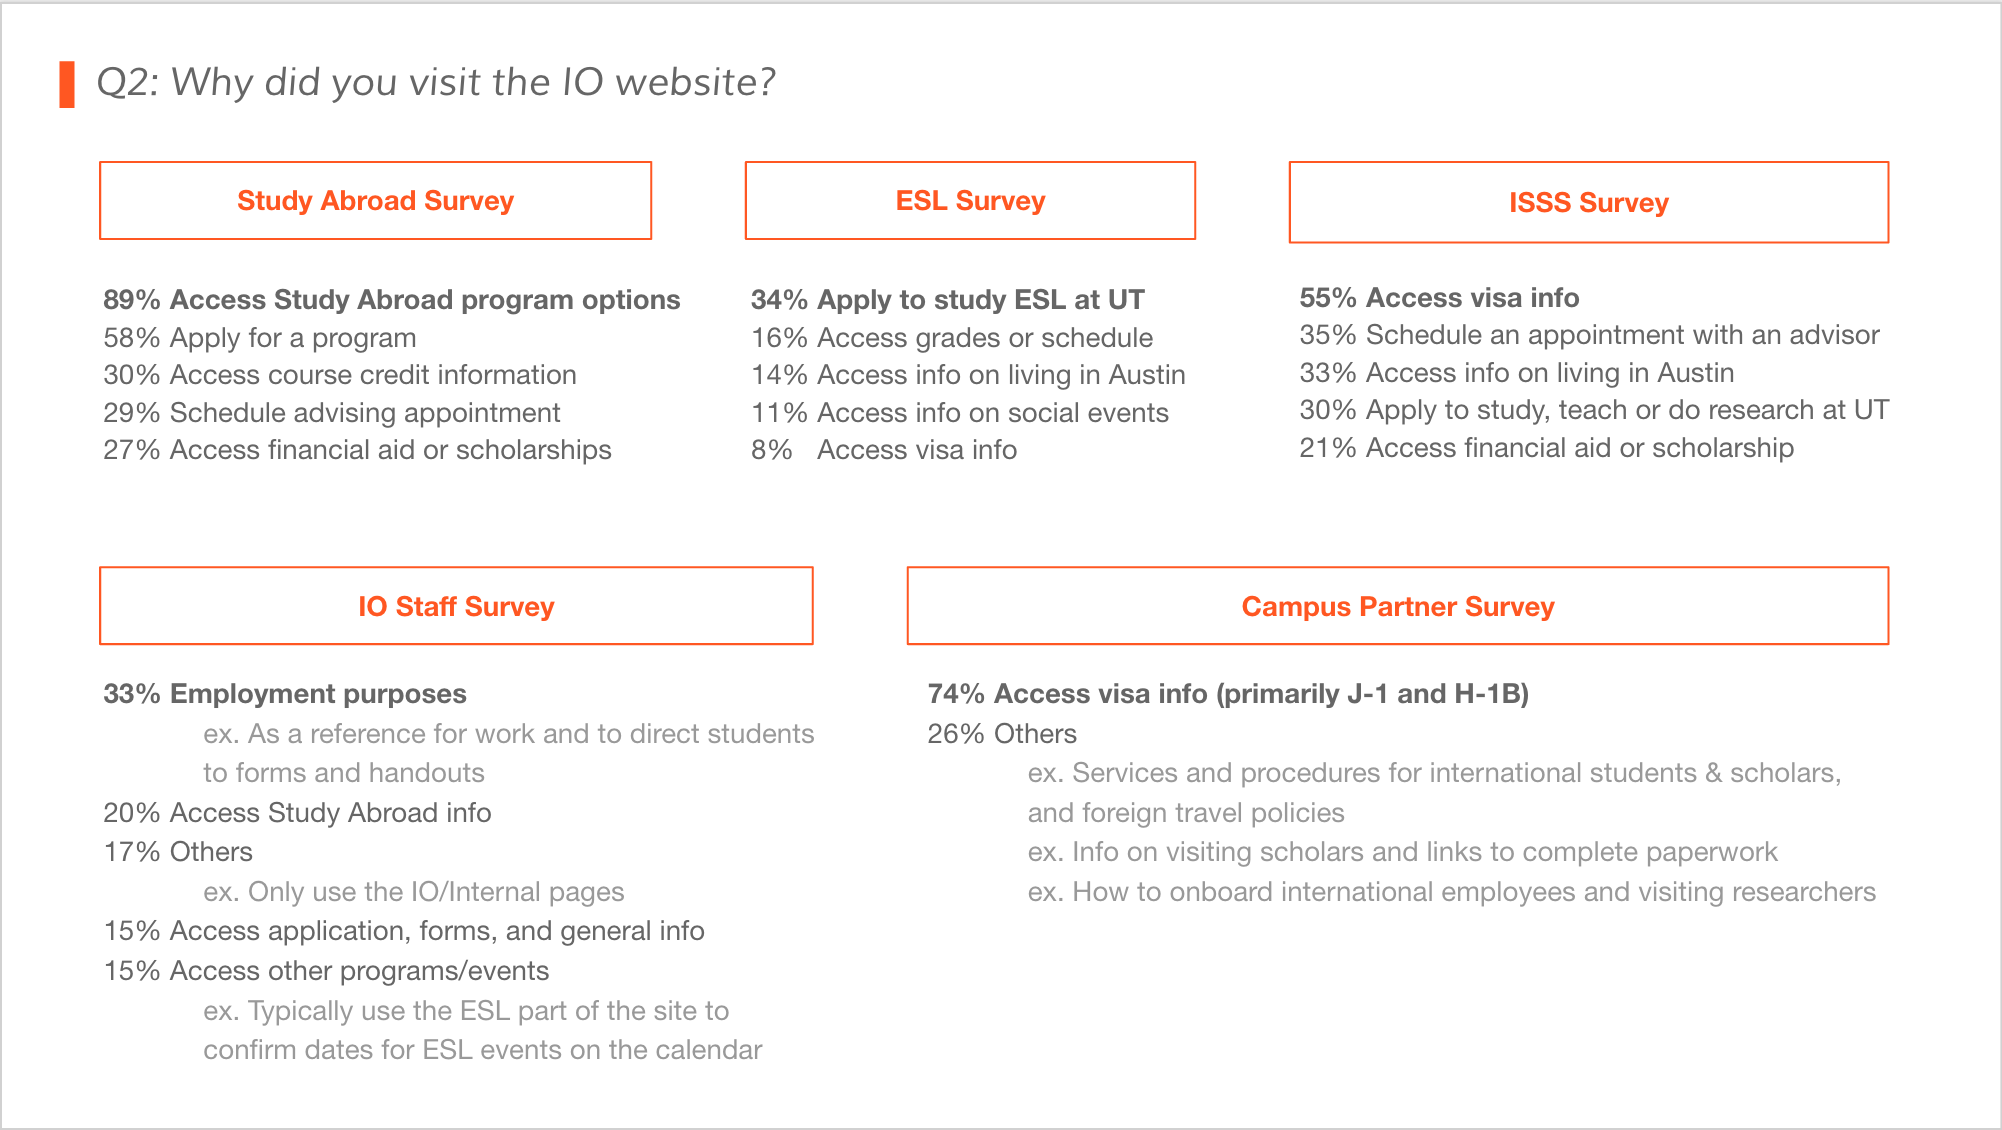 Q2: Why did you visit the IO website?
Study Abroad Survey
89% Access Study Abroad program options
58% Apply for a program
30% Access course credit information
29% Schedule advising appointment
27% Access financial aid or scholarships
ESL Survey
34% Apply to study ESL at UT
16% Access grades or schedule
14% Access info on living in Austin
11% Access info on social events
8% Access visa info
ISSS Survey
55% Access visa info
35% Schedule an appointment with an advisor
33% Access info on living in Austin
30% Apply to study, teach or do research at UT
21% Access financial aid or scholarship
IO Staff Survey
33% Employment purposes
ex. As a reference for work and to direct students
to forms and handouts
20% Access Study Abroad info
17% Others
ex. Only use the IO/Internal pages
15% Access application, forms, and general info
15% Access other programs/events
ex. Typically use the ESL part of the site to
confirm dates for ESL events on the calendar
Campus Partner Survey
74% Access visa info (primarily J-1 and H-1B)
26% Others
ex. Services and procedures for international students & scholars,
and foreign travel policies
ex. Info on visiting scholars and links to complete paperwork
ex. How to onboard international employees and visiting researchers